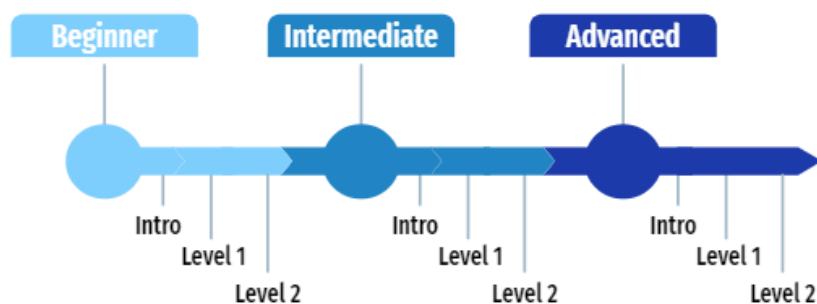 Beginner
Intermediate
Advanced
Intro
Level 1
Level 2
Intro
Level 1
Level 2
Intro
Level 1
Level 2